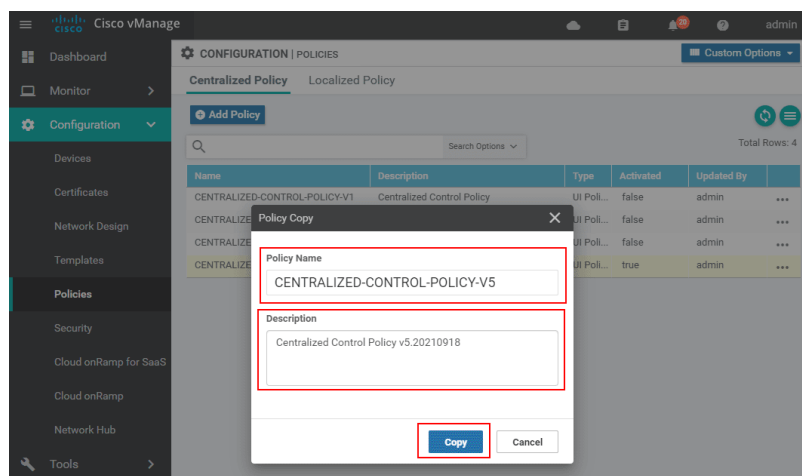 cisco Cisco vManage
20
admin
Dashboard
CONFIGURATION | POLICIES
Custom Options
Centralized Policy Localized Policy
Monitor
Add Policy
Configuration
Search Options
Total Rows: 4
Devices
Name Description Type Activated Updated By
Certificates
CENTRALIZED-CONTROL-POLICY-V1 Centralized Control Policy UI Poli... false admin ...
CENTRALIZE UI Poli... false admin ...
CENTRALIZE UI Poli... false admin ...
CENTRALIZE UI Poli... true admin ...
Policy Copy
Network Design
Policy Name
Templates
CENTRALIZED-CONTROL-POLICY-V5
Policies
Description
Security
Centralized Control Policy v5.20210918
Cloud onRamp for SaaS
Cloud onRamp
Network Hub
Copy Cancel
Tools